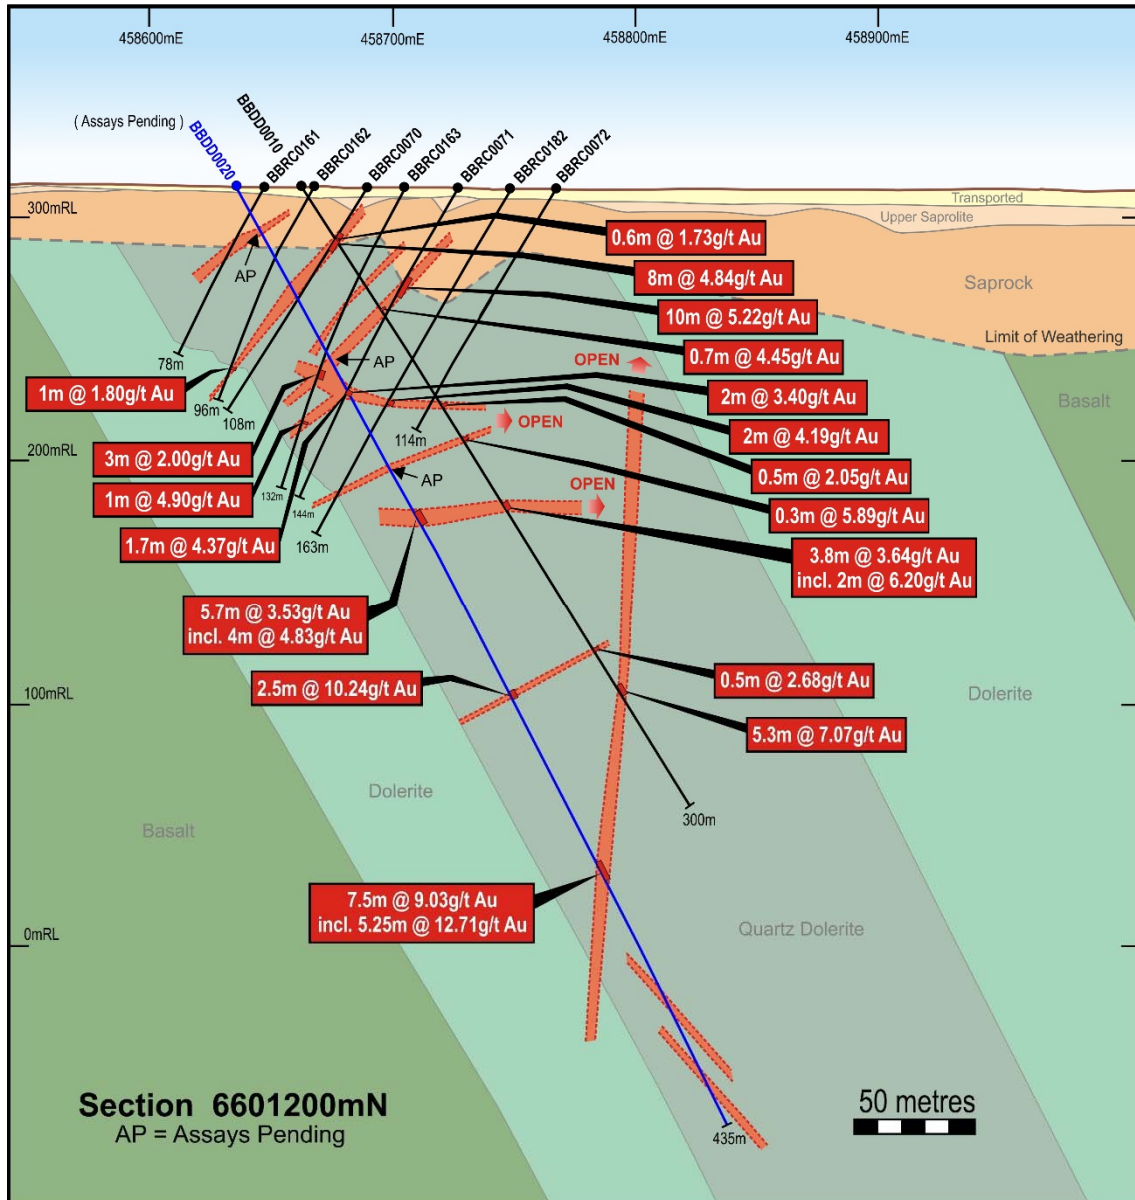 458600mE
458700mE
458800mE
458900mE
( Assays Pending )
BBDD0020
BBRC0161
BBDD0010
BBRC0162
BBRC0070
BBRC0163
BBRC0071
BBRC0182
BBRC0072
Transported
Upper Saprolite
300mRL
0.6m @ 1.73g/t Au
AP
8m @ 4.84g/t Au
Saprock
10m @ 5.22g/t Au
Limit of Weathering
0.7m @ 4.45g/t Au
78m
AP
OPEN
1m @ 1.80g/t Au
2m @ 3.40g/t Au
Basalt
96m
108m
OPEN
114m
2m @ 4.19g/t Au
200mRL
3m @ 2.00g/t Au
AP
0.5m @ 2.05g/t Au
1m @ 4.90g/t Au
132m
OPEN
144m
0.3m @ 5.89g/t Au
1.7m @ 4.37g/t Au
163m
3.8m @ 3.64g/t Au
incl. 2m @ 6.20g/t Au
5.7m @ 3.53g/t Au
incl. 4m @ 4.83g/t Au
2.5m @ 10.24g/t Au
0.5m @ 2.68g/t Au
100mRL
Dolerite
5.3m @ 7.07g/t Au
Dolerite
300m
Basalt
7.5m @ 9.03g/t Au
incl. 5.25m @ 12.71g/t Au
Quartz Dolerite
0mRL
Section 6601200mN
AP = Assays Pending
50 metres
435m